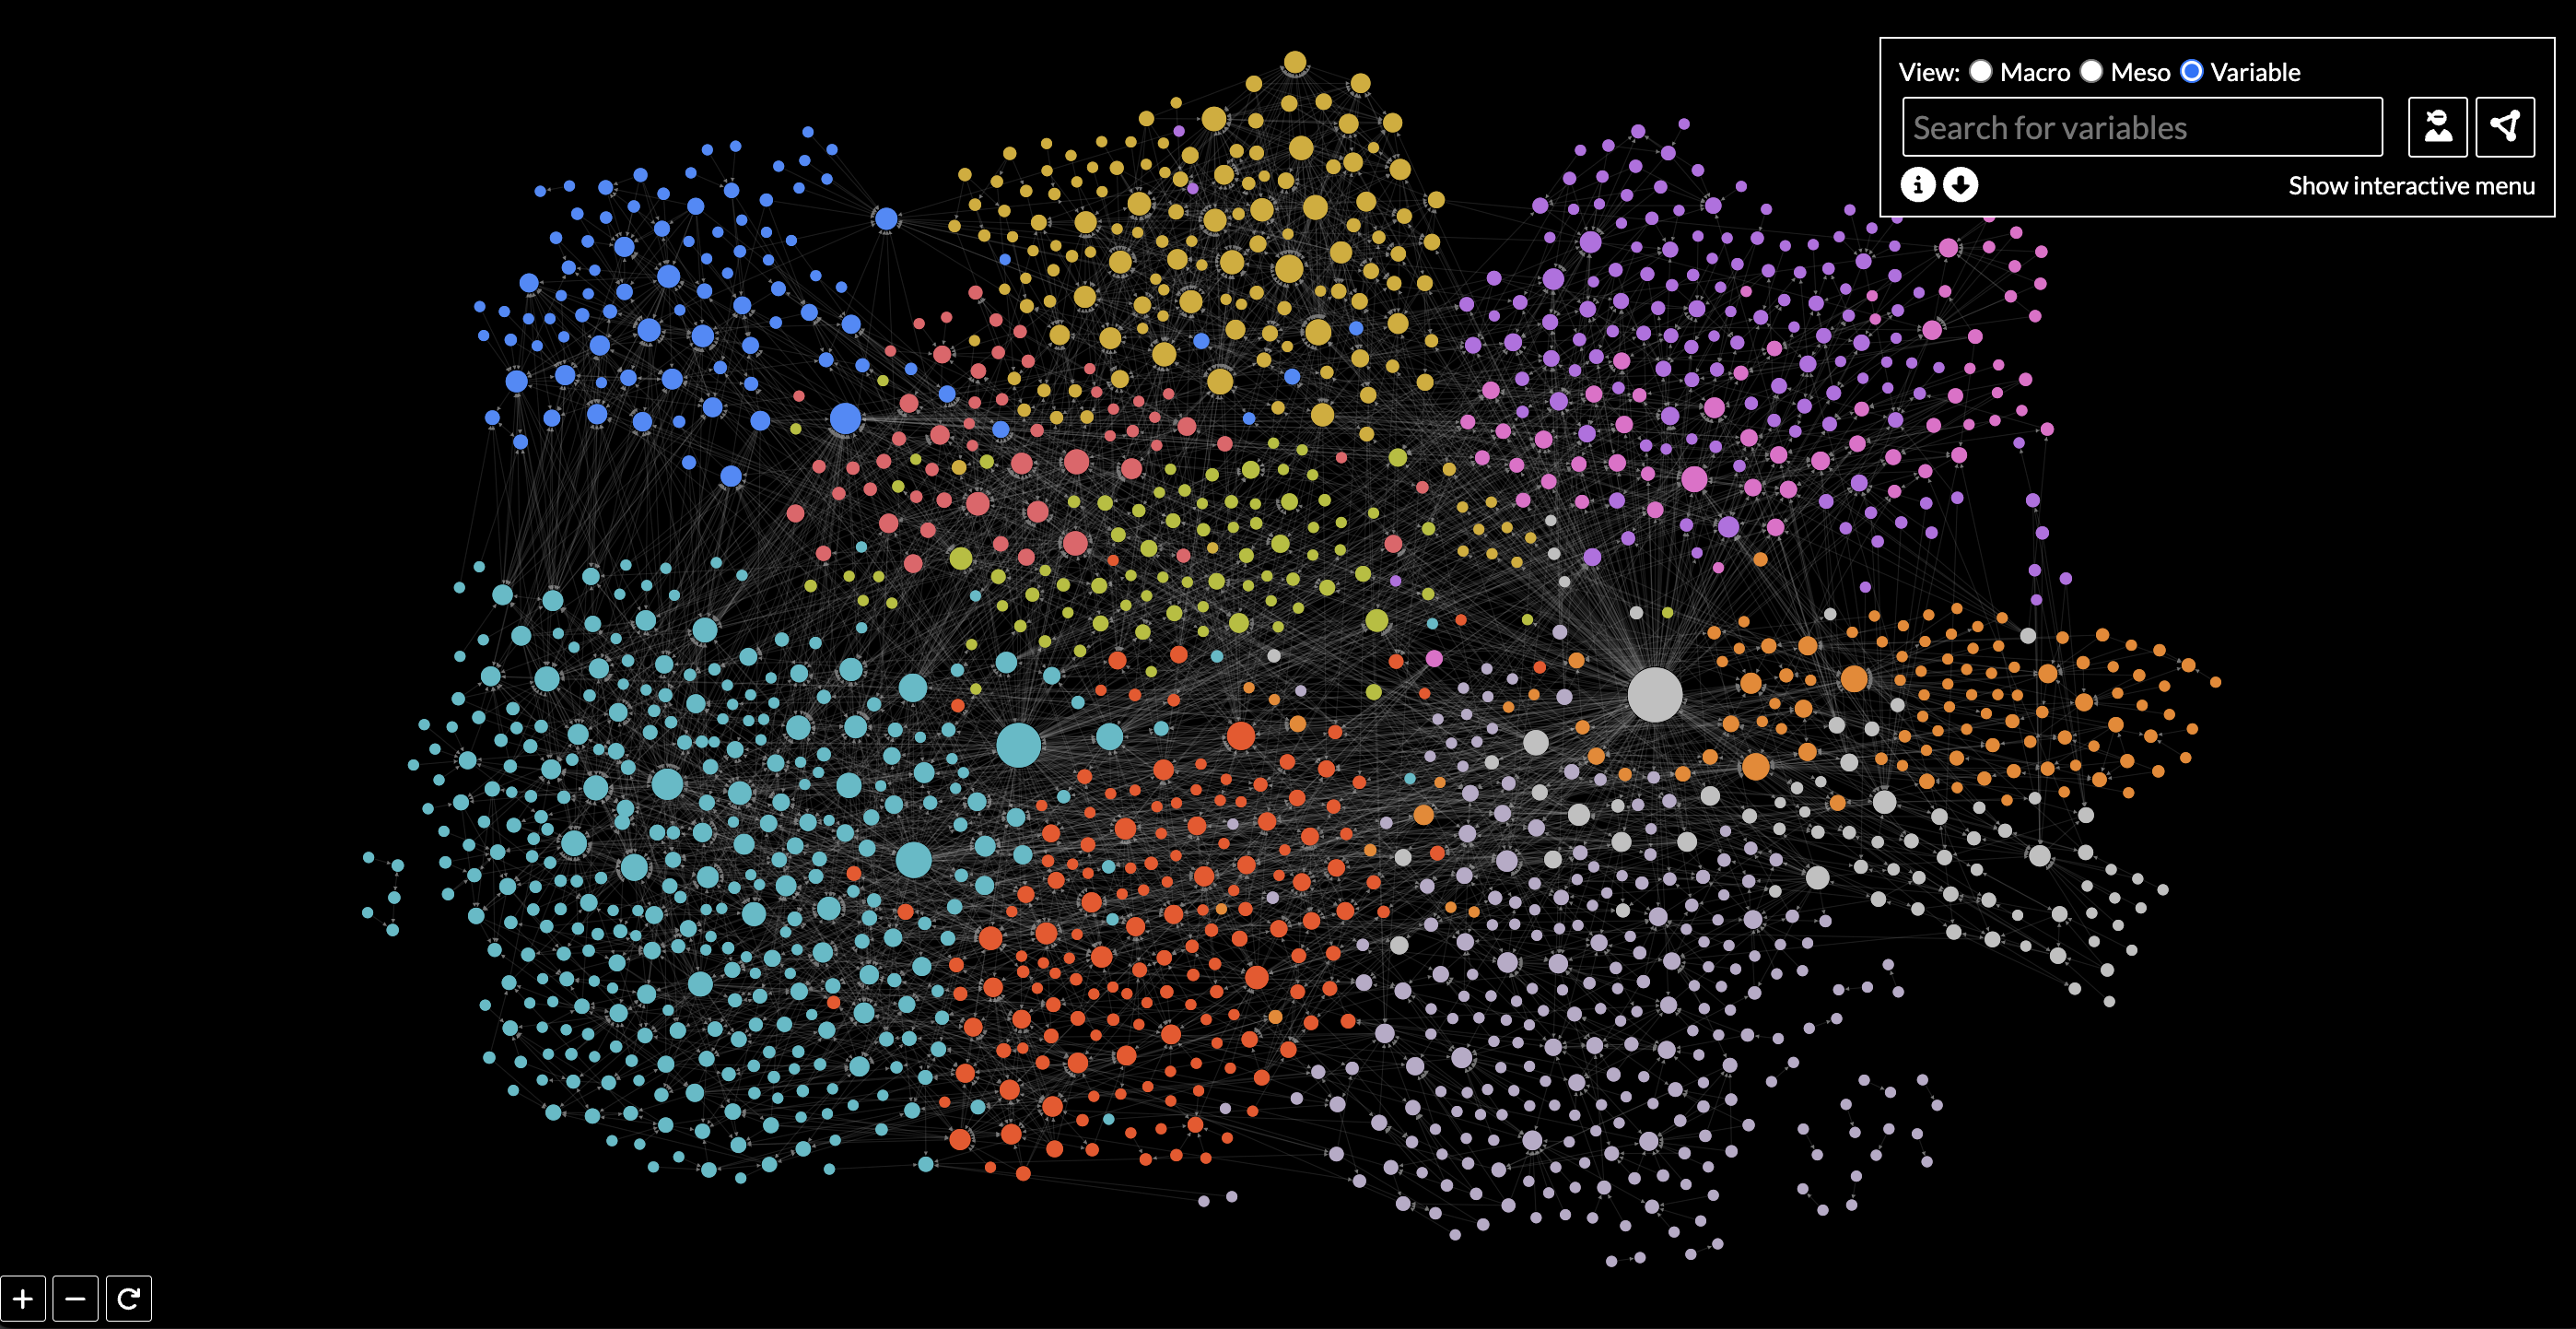 View: Macro Meso Variable
Search for variables
Show interactive menu